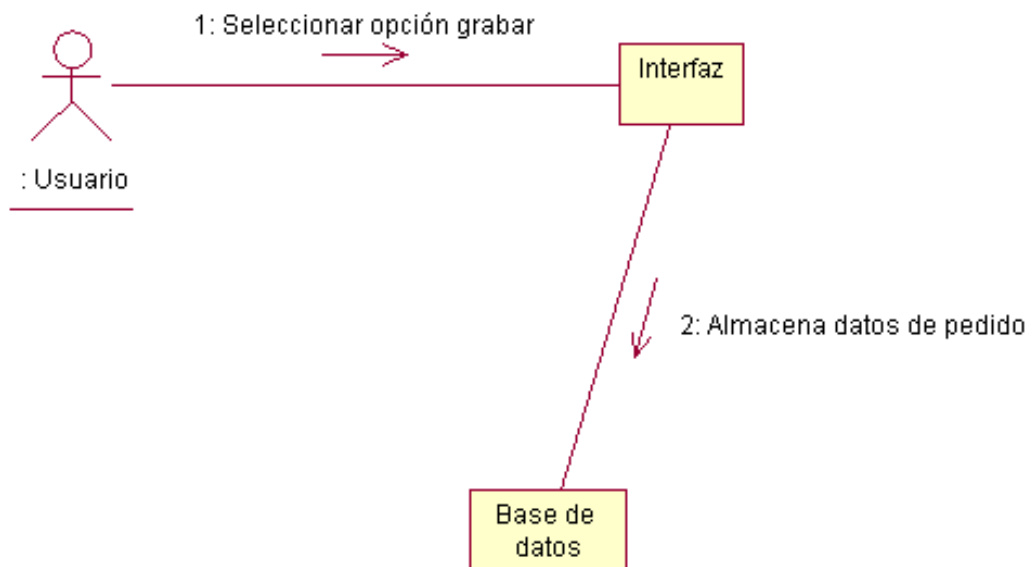 1: Seleccionar opción grabar
Interfaz
: Usuario
2: Almacena datos de pedido
Base de
datos